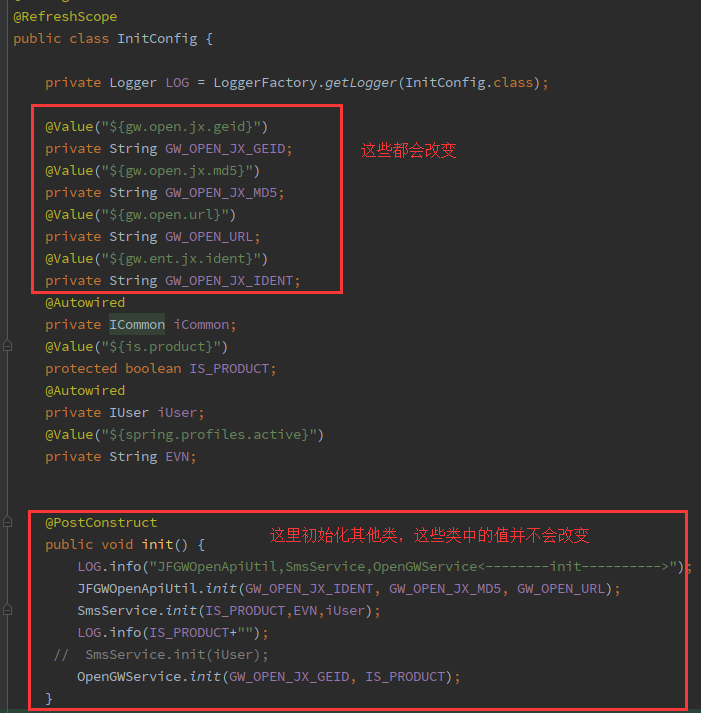 @RefreshScope
public class InitConfig {
private Logger LOG = LoggerFactory.getLogger(InitConfig.class);
@Value("${gw.open.jx.geid}")
private String GW_OPEN_JX_GEID;
这些都会改变
@Value("${gw.open.jx.md5}")
private String GW_OPEN_JX_MD5;
@Value("${gw.open.url}")
private String GW_OPEN_URL;
@Value("${gw.ent.jx.ident}")
private String GW_OPEN_JX_IDENT;
@Autowired
private ICommon iCommon;
@Value("${is.product}")
protected boolean IS_PRODUCT;
@Autowired
private IUser iUser;
@Value("${spring.profiles.active}")
private String EVN;
@PostConstruct
这里初始化其他类，这些类中的值并不会改变
public void init() {
LOG.info("JFGWOpenApiUtil,SmsService,OpenGWService<--------init---------->");
JFGWOpenApiUtil.init(GW_OPEN_JX_IDENT, GW_OPEN_JX_MD5, GW_OPEN_URL);
SmsService.init(IS_PRODUCT,EVN,iUser);
LOG.info(IS_PRODUCT+"");
// SmsService.init(iUser);
OpenGWService.init(GW_OPEN_JX_GEID, IS_PRODUCT);
}